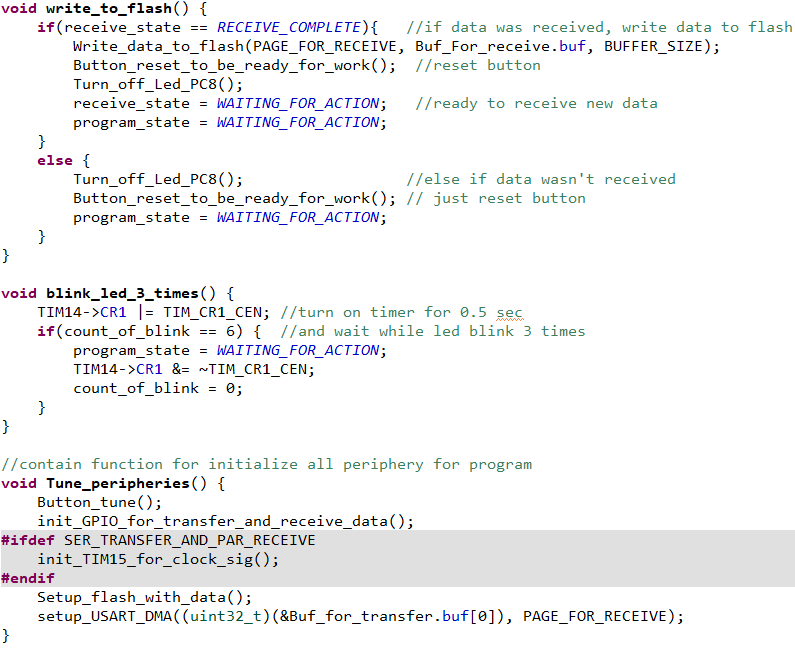 void write_to_flash() {
    if(receive_state == RECEIVE_COMPLETE){   //if data was received, write data to flash
        Write_data_to_flash(PAGE_FOR_RECEIVE, Buf_For_receive.buf, BUFFER_SIZE);
        Button_reset_to_be_ready_for_work();  //reset button
        Turn_off_Led_PC8();
        receive_state = WAITING_FOR_ACTION;   //ready to receive new data
        program_state = WAITING_FOR_ACTION;
    }
    else {
        Turn_off_Led_PC8();                  //else if data wasn't received
        Button_reset_to_be_ready_for_work(); // just reset button
        program_state = WAITING_FOR_ACTION;
    }
}

void blink_led_3_times() {
    TIM14->CR1 |= TIM_CR1_CEN; //turn on timer for 0.5 sec
    if(count_of_blink == 6) {  //and wait while led blink 3 times
        program_state = WAITING_FOR_ACTION;
        TIM14->CR1 &= ~TIM_CR1_CEN;
        count_of_blink = 0;
    }
}

//contain function for initialize all periphery for program
void Tune_peripheries() {
    Button_tune();
    init_GPIO_for_transfer_and_receive_data();
#ifdef SER_TRANSFER_AND_PAR_RECEIVE
    init_TIM15_for_clock_sig();
#endif
    Setup_flash_with_data();
    setup_USART_DMA((uint32_t)(&Buf_for_transfer.buf[0]), PAGE_FOR_RECEIVE);
}